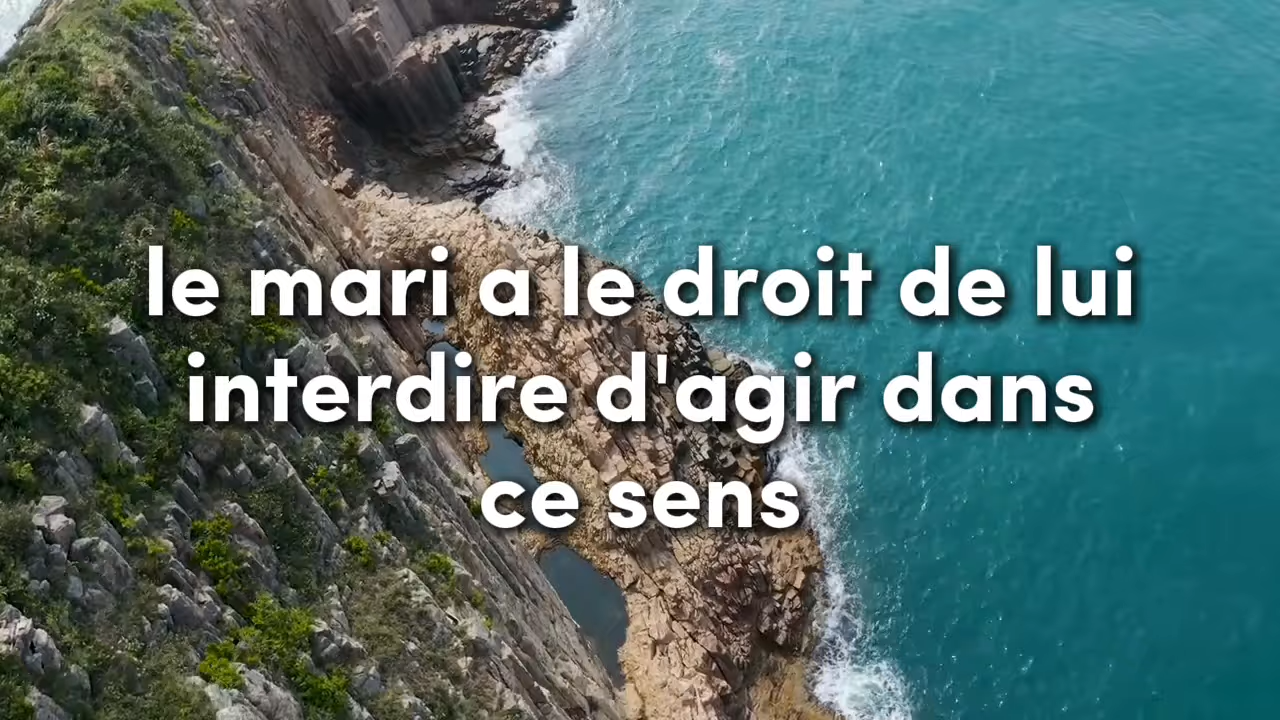 le mari a le droit de lui
interdire d'agir dans
ce sens